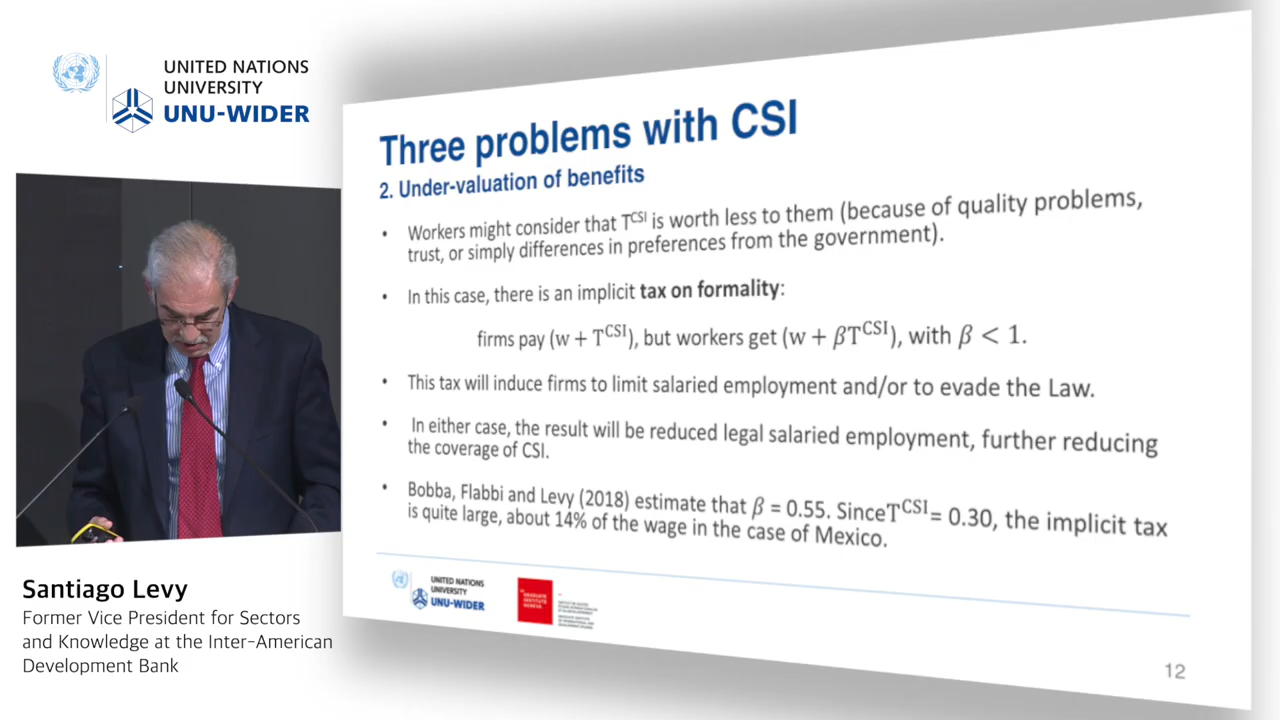 UNITED NATIONS
UNIVERSITY
UNU-WIDER
Three problems with CSI
2. Under-valuation of benefits
• Workers might consider that T^CSI is worth less to them (because of quality problems,
trust, or simply differences in preferences from the government).
• In this case, there is an implicit tax on formality:
firms pay (w + T^CSI), but workers get (w + βT^CSI), with β < 1.
• This tax will induce firms to limit salaried employment and/or to evade the Law.
• In either case, the result will be reduced legal salaried employment, further reducing
the coverage of CSI.
• Bobba, Flabbi and Levy (2018) estimate that β = 0.55. SinceT^CSI= 0.30, the implicit tax
is quite large, about 14% of the wage in the case of Mexico.
UNITED NATIONS
UNIVERSITY
UNU-WIDER
GRADUATE
INSTITUTE
GENEVA
12
Santiago Levy
Former Vice President for Sectors
and Knowledge at the Inter-American
Development Bank